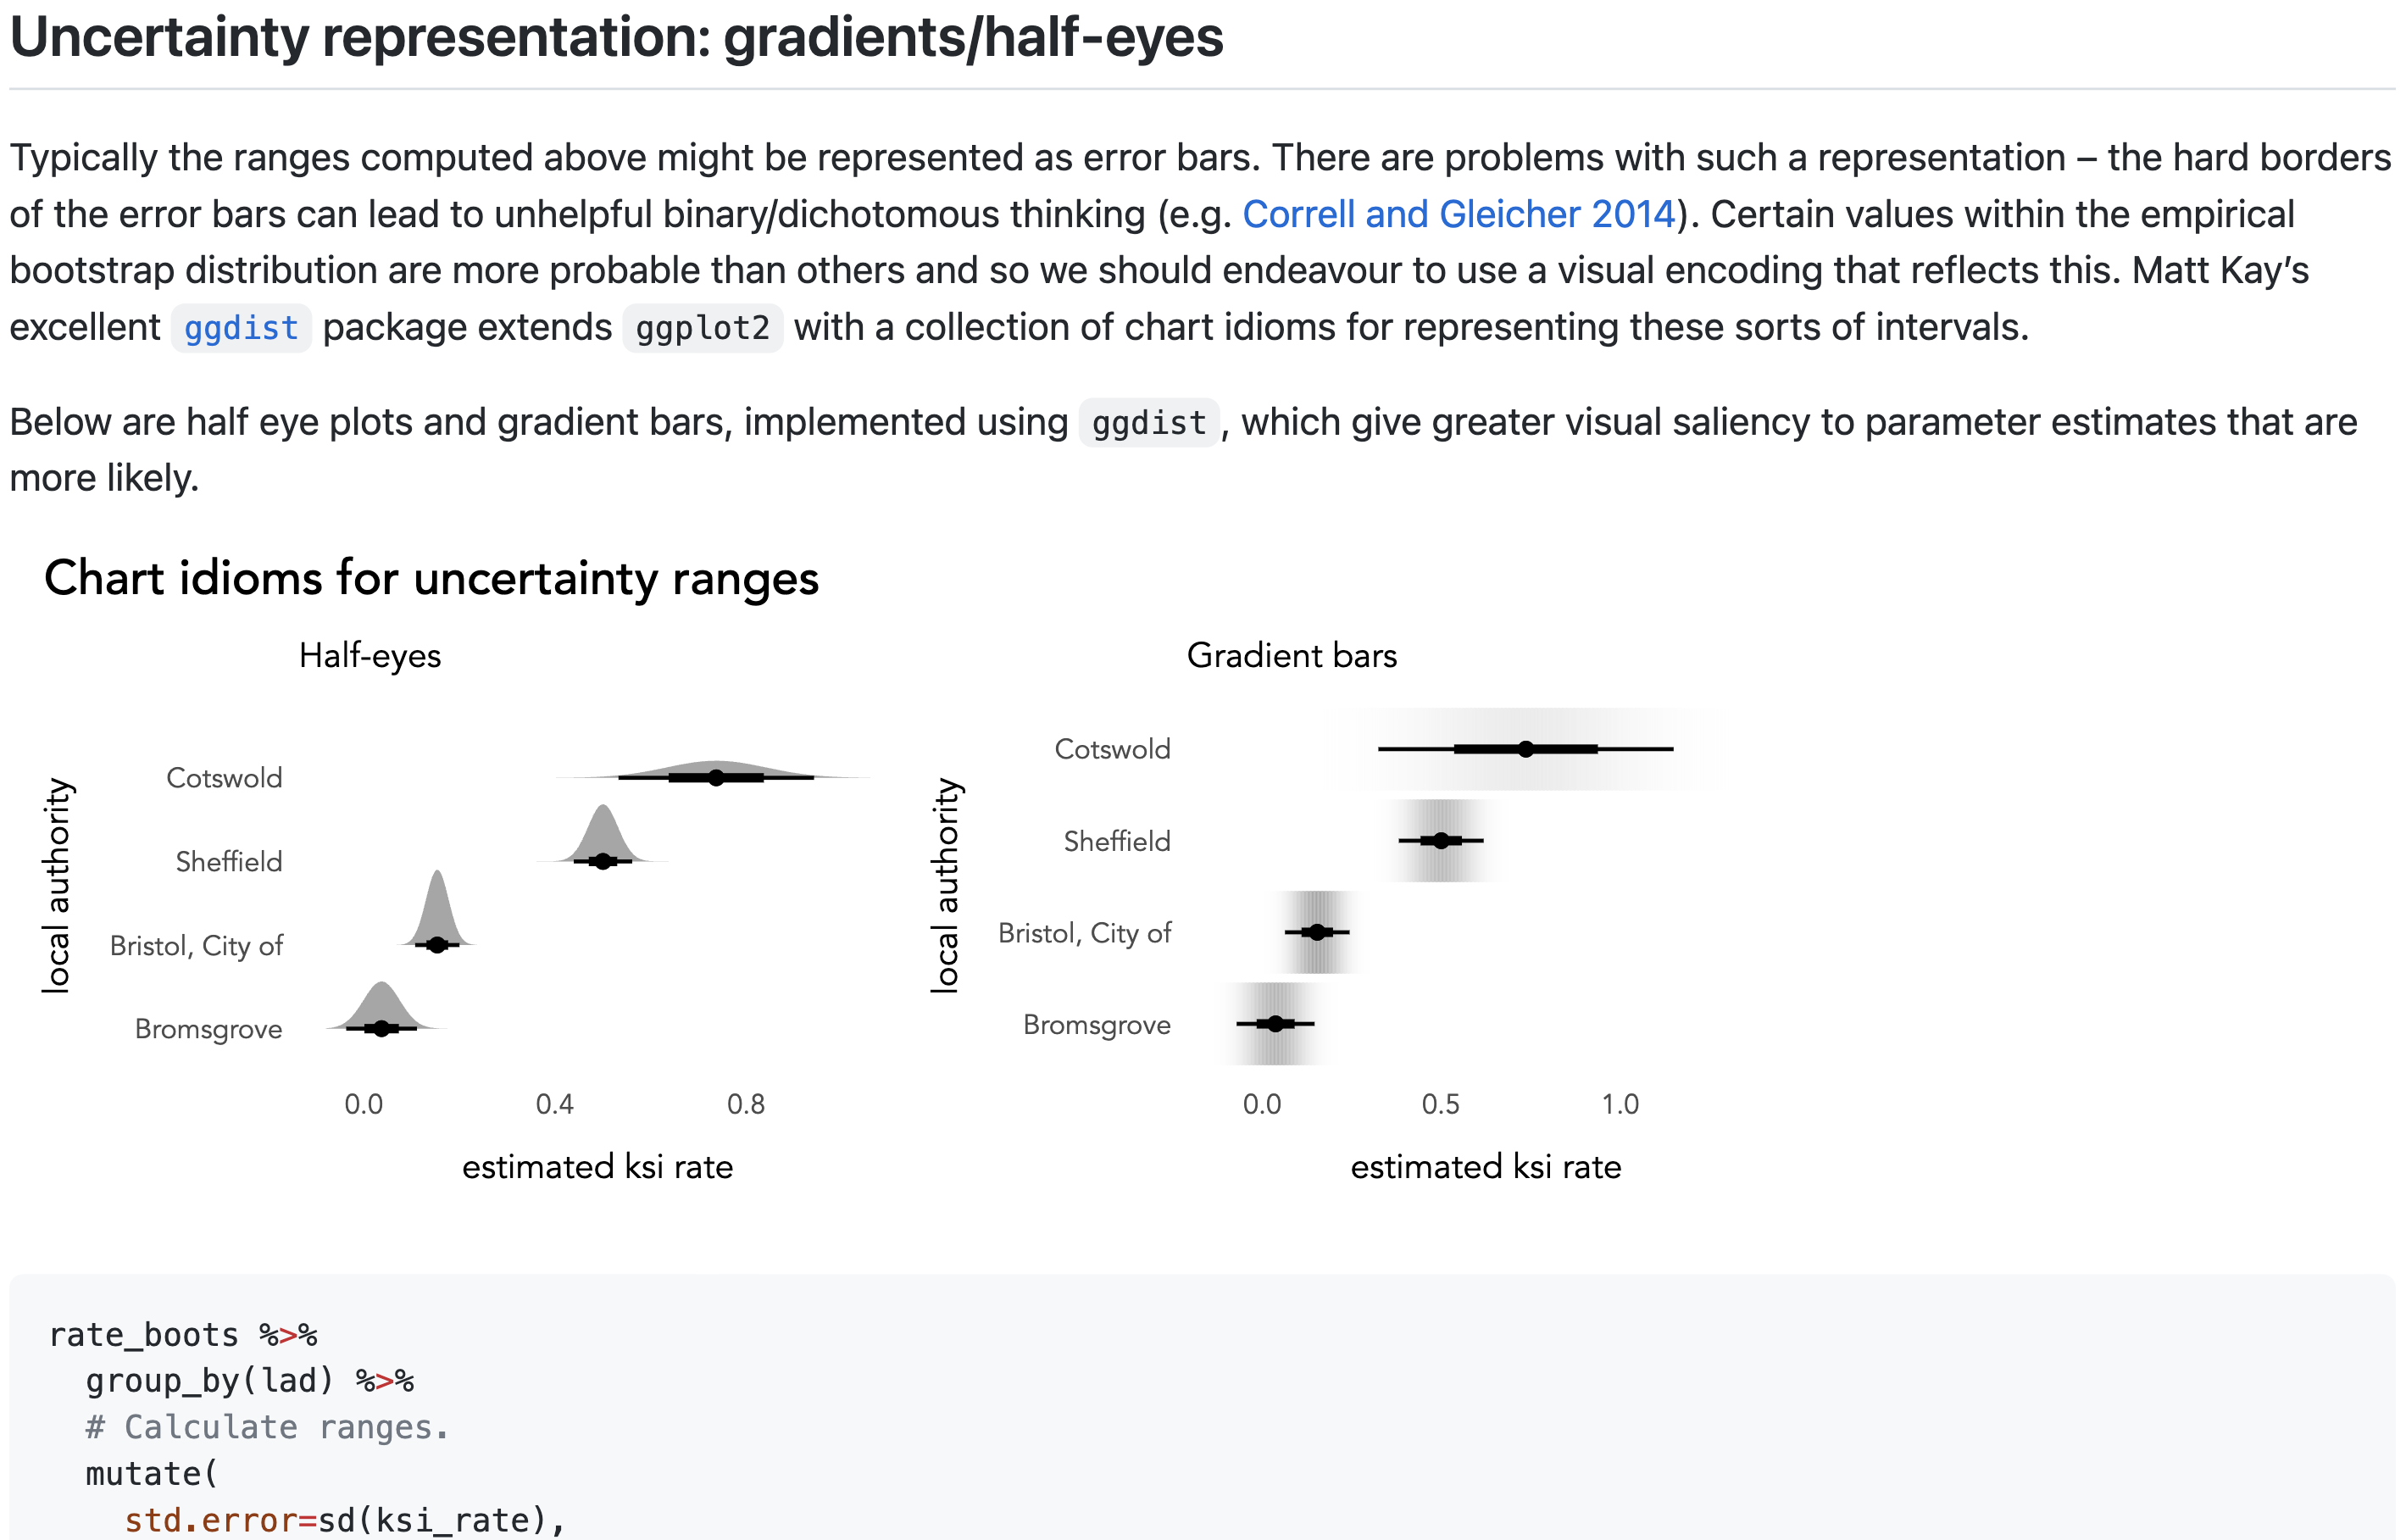 Uncertainty representation: gradients/half-eyes
Typically the ranges computed above might be represented as error bars. There are problems with such a representation – the hard borders
of the error bars can lead to unhelpful binary/dichotomous thinking (e.g. Correll and Gleicher 2014). Certain values within the empirical
bootstrap distribution are more probable than others and so we should endeavour to use a visual encoding that reflects this. Matt Kay’s
excellent ggdist package extends ggplot2 with a collection of chart idioms for representing these sorts of intervals.
Below are half eye plots and gradient bars, implemented using ggdist, which give greater visual saliency to parameter estimates that are
more likely.
Chart idioms for uncertainty ranges
Half-eyes
local authority
Cotswold
Sheffield
Bristol, City of
Bromsgrove
0.0 0.4 0.8
estimated ksi rate
Gradient bars
local authority
Cotswold
Sheffield
Bristol, City of
Bromsgrove
0.0 0.5 1.0
estimated ksi rate
rate_boots %>%
  group_by(lad) %>%
  # Calculate ranges.
  mutate(
    std.error=sd(ksi_rate),